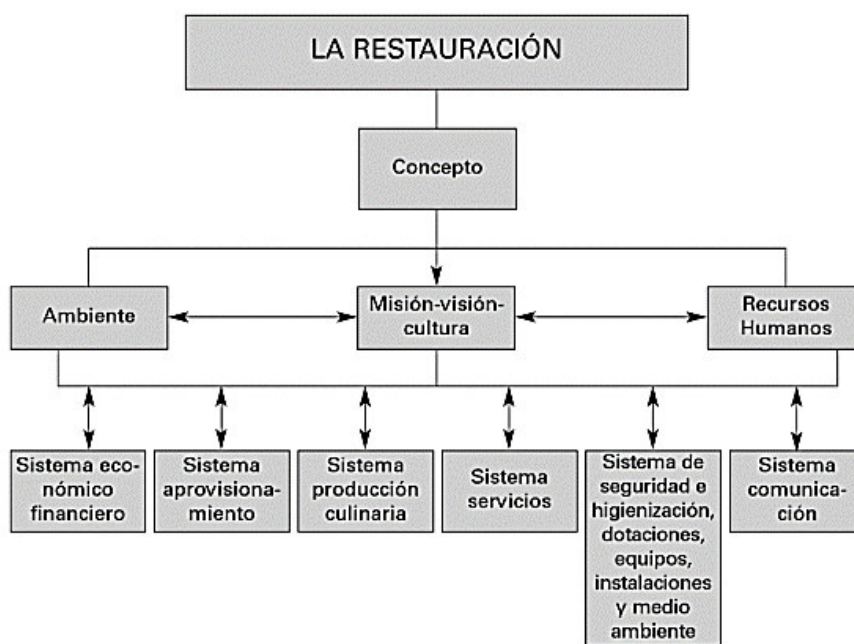 LA RESTAURACIÓN
Concepto
Ambiente
Misión-visión-
cultura
Recursos
Humanos
Sistema eco-
nómico
financiero
Sistema
aprovisiona-
miento
Sistema
producción
culinaria
Sistema
servicios
Sistema de
seguridad e
higienización,
dotaciones,
equipos,
instalaciones
y medio
ambiente
Sistema
comunica-
ción